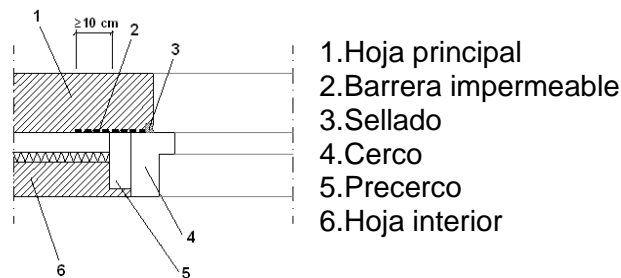 ≥10 cm
1
2
3
4
5
6
1.Hoja principal
2.Barrera impermeable
3.Sellado
4.Cerco
5.Precerco
6.Hoja interior